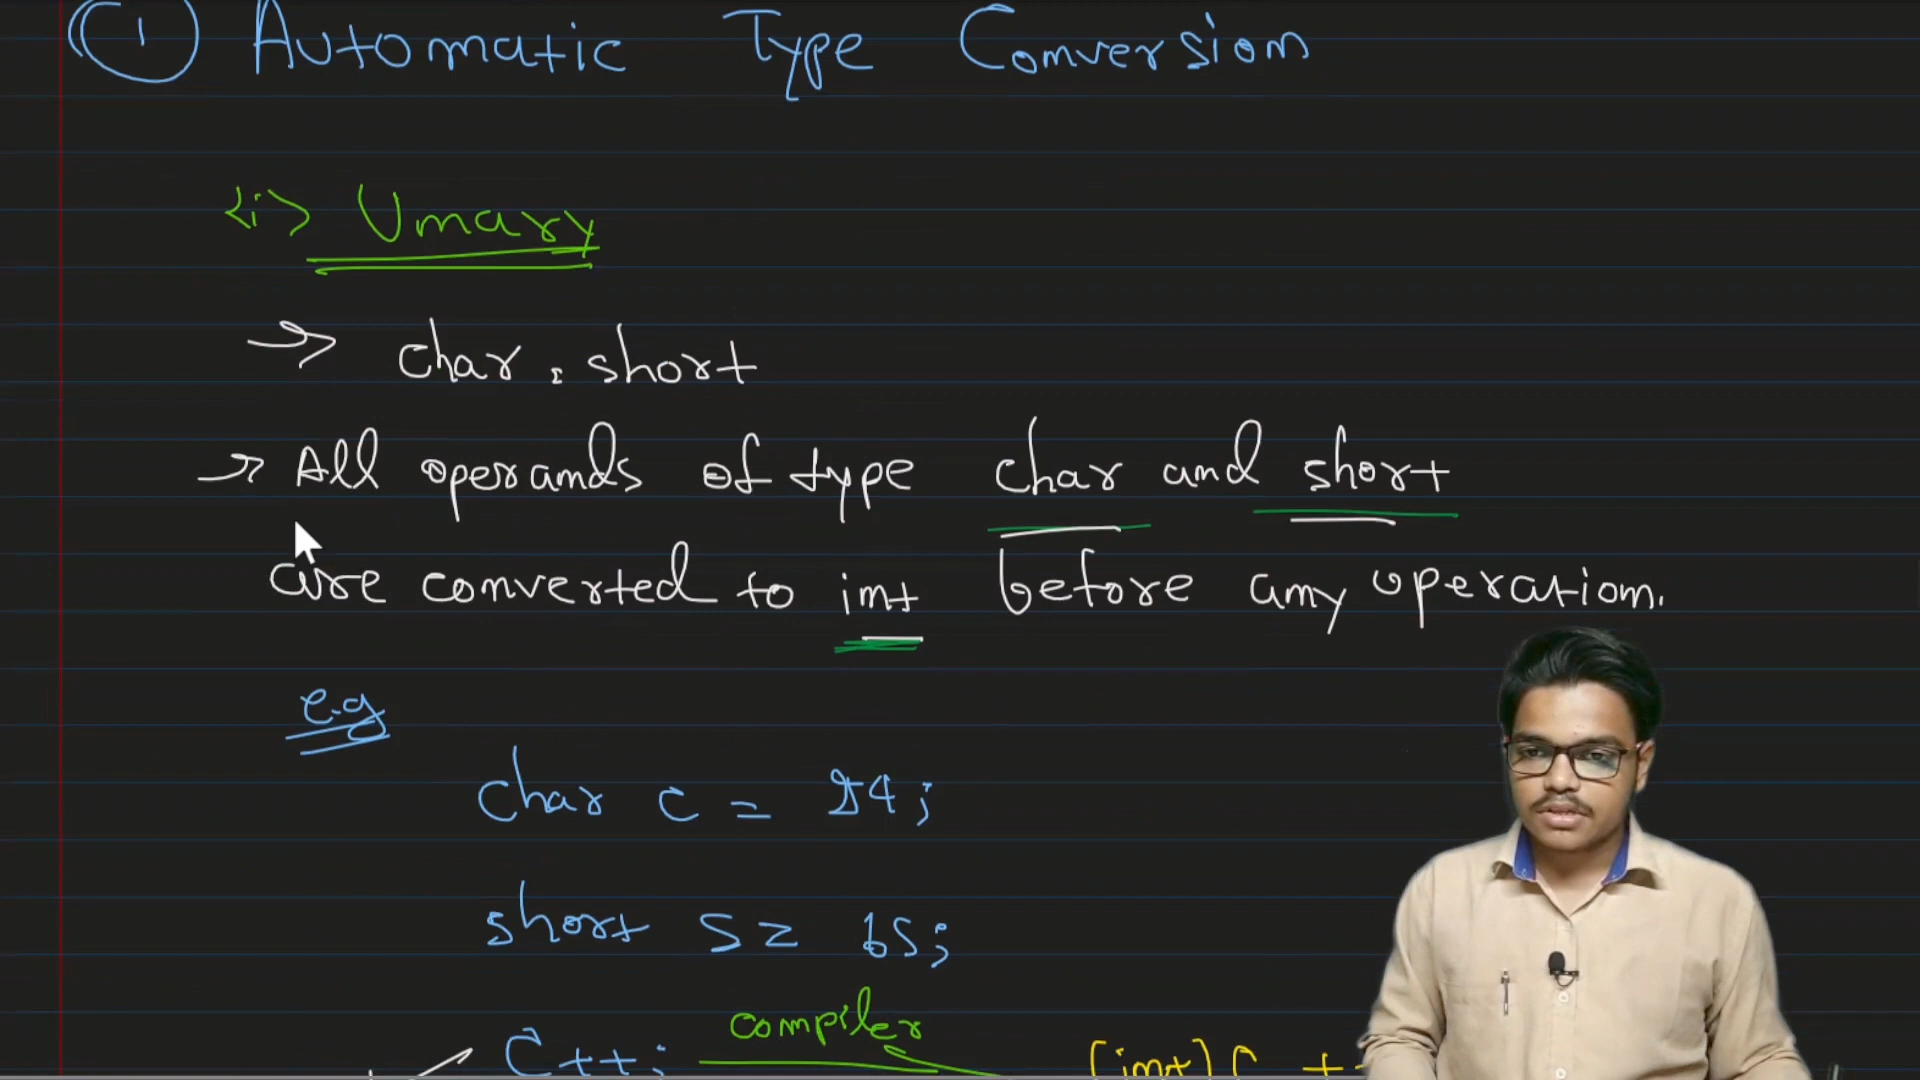 1 Automatic Type Conversion
<i> Unary
→ char, short
→ All operands of type char and short
are converted to int before any operation.
e.g
char c = 54;
short s = 65;
compiler
C++;
(int) C +